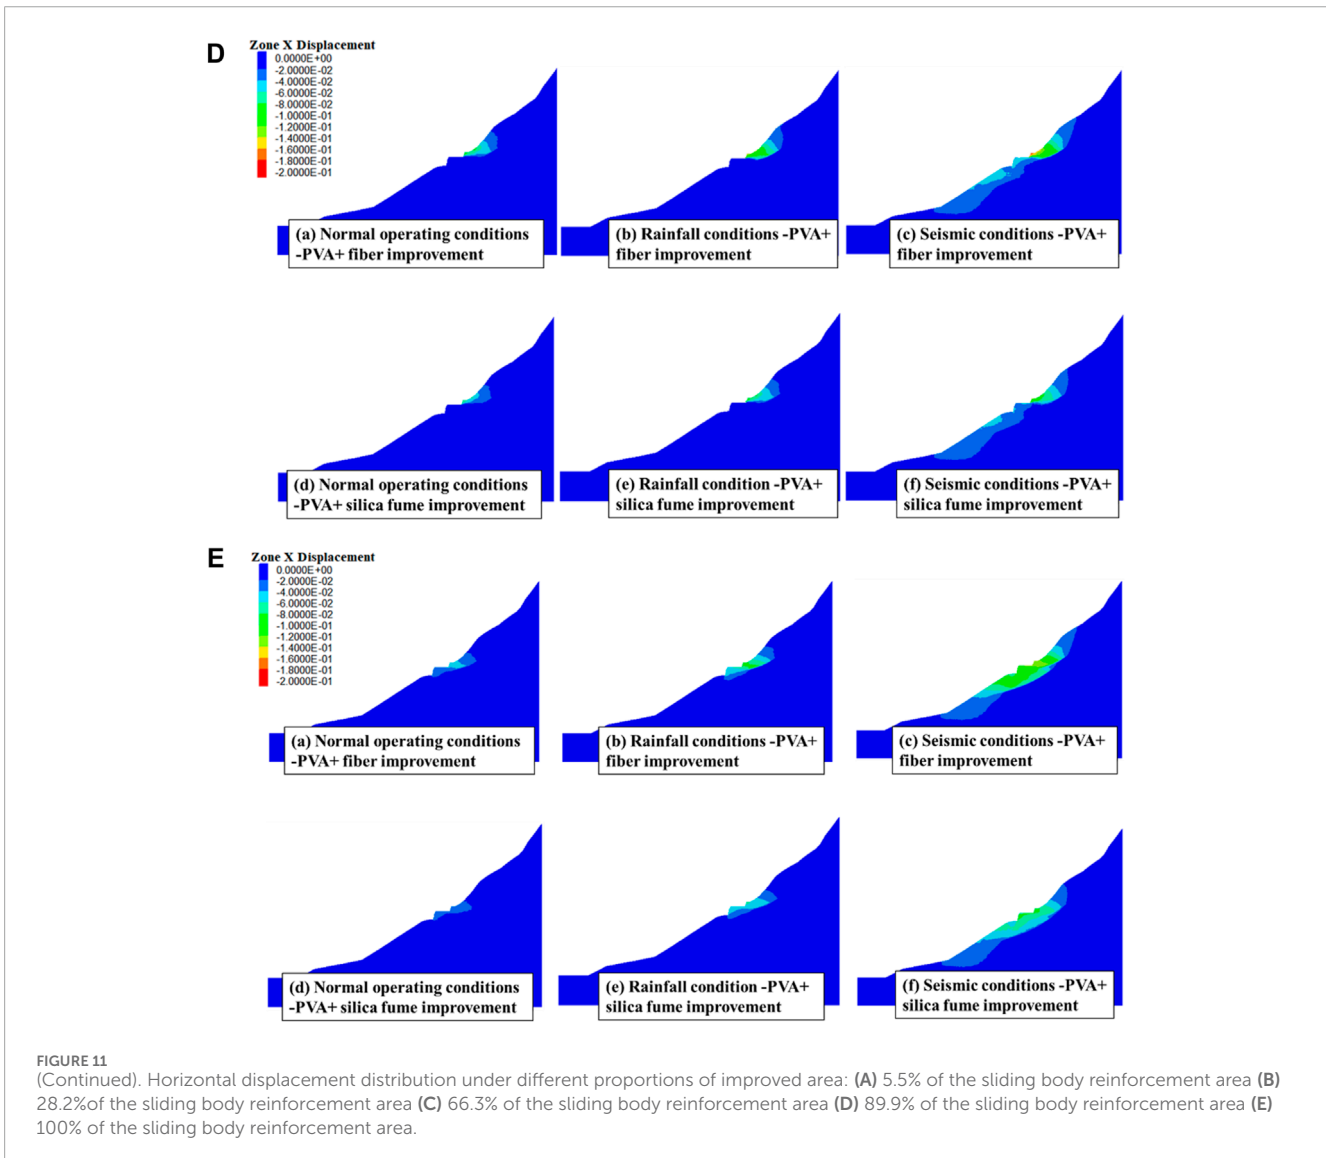 D
Zone X Displacement
0.0000E+00
-2.0000E-02
-4.0000E-02
-6.0000E-02
-8.0000E-02
-1.0000E-01
-1.2000E-01
-1.4000E-01
-1.6000E-01
-1.8000E-01
-2.0000E-01
(a) Normal operating conditions
-PVA+ fiber improvement
(b) Rainfall conditions -PVA+
fiber improvement
(c) Seismic conditions -PVA+
fiber improvement
(d) Normal operating conditions
-PVA+ silica fume improvement
(e) Rainfall condition -PVA+
silica fume improvement
(f) Seismic conditions -PVA+
silica fume improvement
E
Zone X Displacement
0.0000E+00
-2.0000E-02
-4.0000E-02
-6.0000E-02
-8.0000E-02
-1.0000E-01
-1.2000E-01
-1.4000E-01
-1.6000E-01
-1.8000E-01
-2.0000E-01
(a) Normal operating conditions
-PVA+ fiber improvement
(b) Rainfall conditions -PVA+
fiber improvement
(c) Seismic conditions -PVA+
fiber improvement
(d) Normal operating conditions
-PVA+ silica fume improvement
(e) Rainfall condition -PVA+
silica fume improvement
(f) Seismic conditions -PVA+
silica fume improvement
FIGURE 11
(Continued). Horizontal displacement distribution under different proportions of improved area: (A) 5.5% of the sliding body reinforcement area (B)
28.2%of the sliding body reinforcement area (C) 66.3% of the sliding body reinforcement area (D) 89.9% of the sliding body reinforcement area (E)
100% of the sliding body reinforcement area.